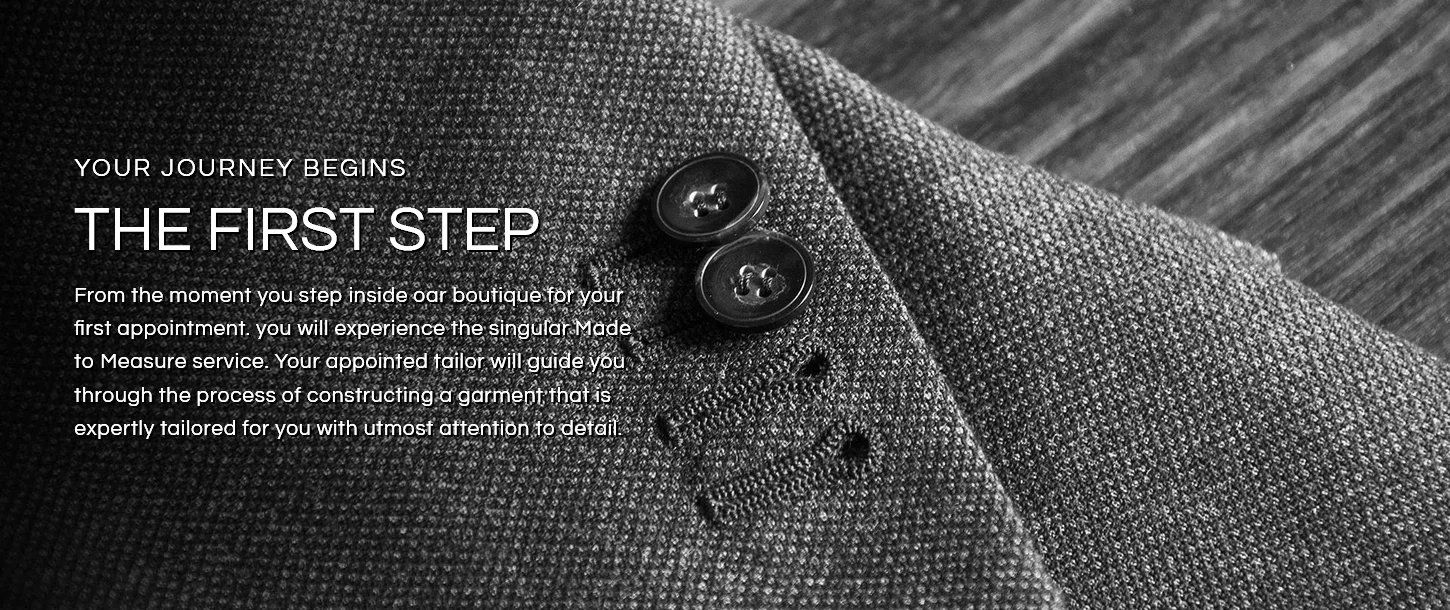 YOUR JOURNEY BEGINS
THE FIRST STEP
From the moment you step inside oar boutique for your
first appointment. you will experience the singular Made
to Measure service. Your appointed tailor will guide you
through the process of constructing a garment that is
expertly tailored for you with utmost attention to detail.